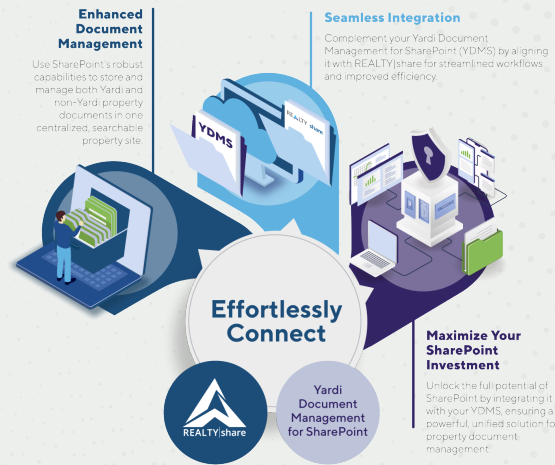 Enhanced
Document
Management
Use SharePoint's robust
capabilities to store and
manage both Yardi and
non-Yardi property
documents in one
centralized, searchable
property site.
Seamless Integration
Complement your Yardi Document
Management for SharePoint (YDMS) by aligning
it with REALTY|share for streamlined workflows
and improved efficiency.
YDMS
REALTY share
Effortlessly
Connect
REALTY|share
Yardi
Document
Management
for SharePoint
Maximize Your
SharePoint
Investment
Unlock the full potential of
SharePoint by integrating it
with your YDMS, ensuring a
powerful, unified solution for
property document
management.